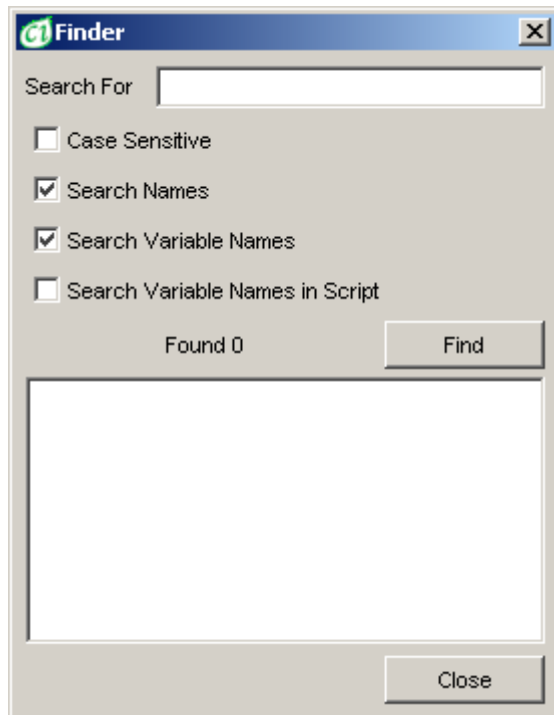 Finder
Search For
Case Sensitive
Search Names
Search Variable Names
Search Variable Names in Script
Found 0
Find
Close